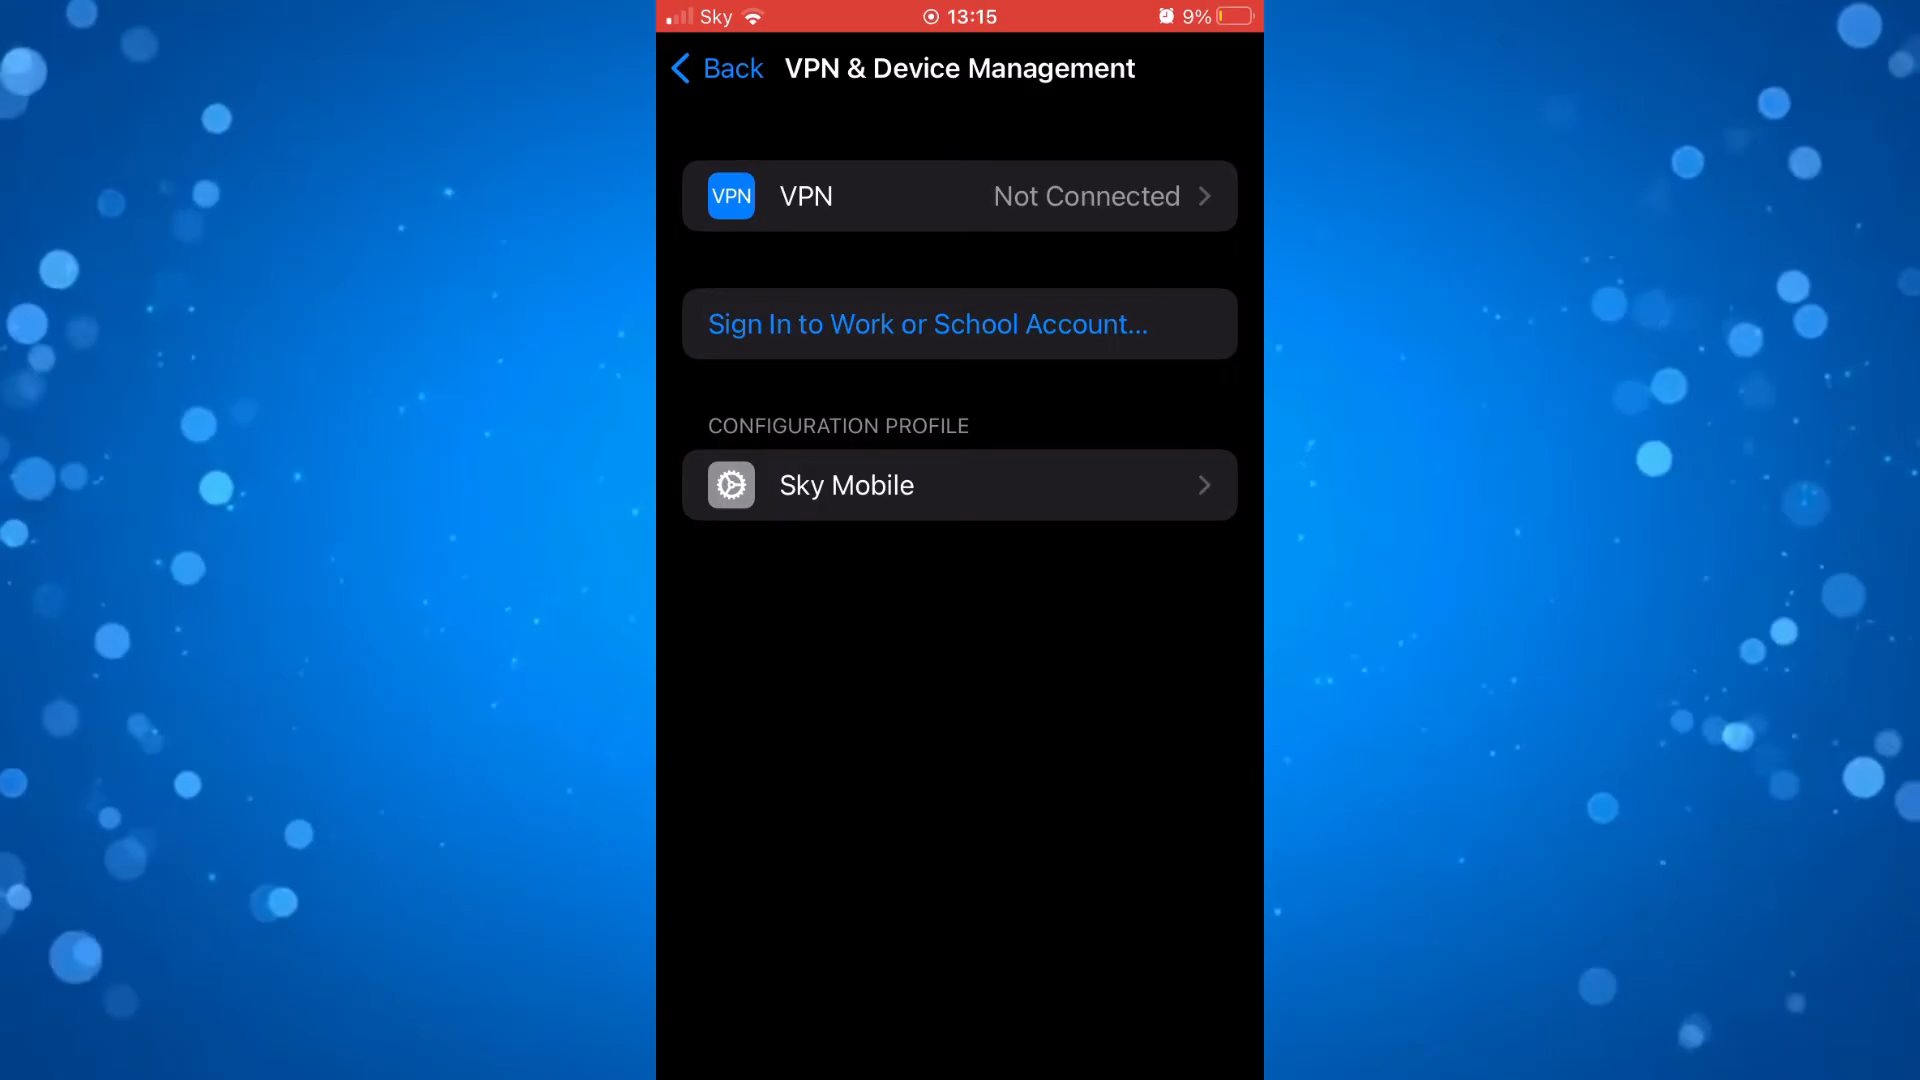 Sky 13:15 9%
Back VPN & Device Management
VPN VPN Not Connected
Sign In to Work or School Account...
CONFIGURATION PROFILE
Sky Mobile